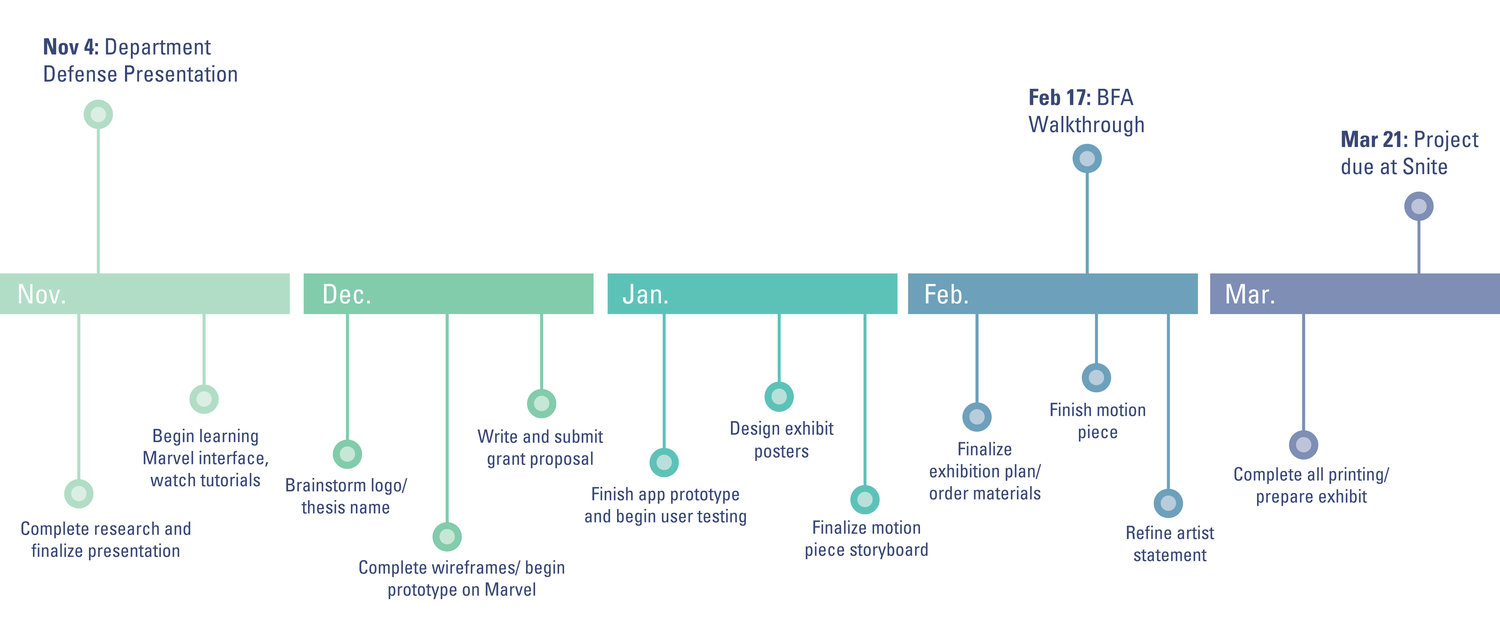 Nov 4: Department
Defense Presentation
Feb 17: BFA
Walkthrough
Mar 21: Project
due at Snite
Nov.
Dec.
Jan.
Feb.
Mar.
Complete research and
finalize presentation
Begin learning
Marvel interface,
watch tutorials
Brainstorm logo/
thesis name
Complete wireframes/ begin
prototype on Marvel
Write and submit
grant proposal
Finish app prototype
and begin user testing
Design exhibit
posters
Finalize motion
piece storyboard
Finalize
exhibition plan/
order materials
Finish motion
piece
Refine artist
statement
Complete all printing/
prepare exhibit